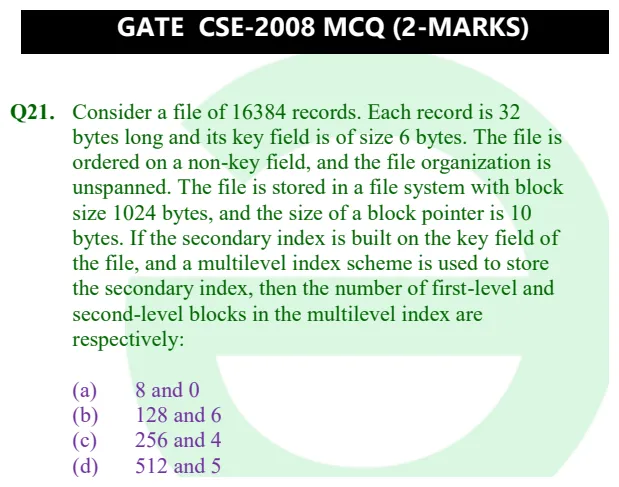 GATE CSE-2008 MCQ (2-MARKS)
Q21. Consider a file of 16384 records. Each record is 32
bytes long and its key field is of size 6 bytes. The file is
ordered on a non-key field, and the file organization is
unspanned. The file is stored in a file system with block
size 1024 bytes, and the size of a block pointer is 10
bytes. If the secondary index is built on the key field of
the file, and a multilevel index scheme is used to store
the secondary index, then the number of first-level and
second-level blocks in the multilevel index are
respectively:
(a) 8 and 0
(b) 128 and 6
(c) 256 and 4
(d) 512 and 5